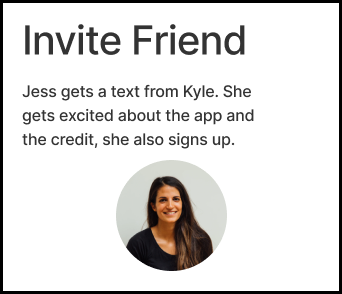 Invite Friend
Jess gets a text from Kyle. She
gets excited about the app and
the credit, she also signs up.